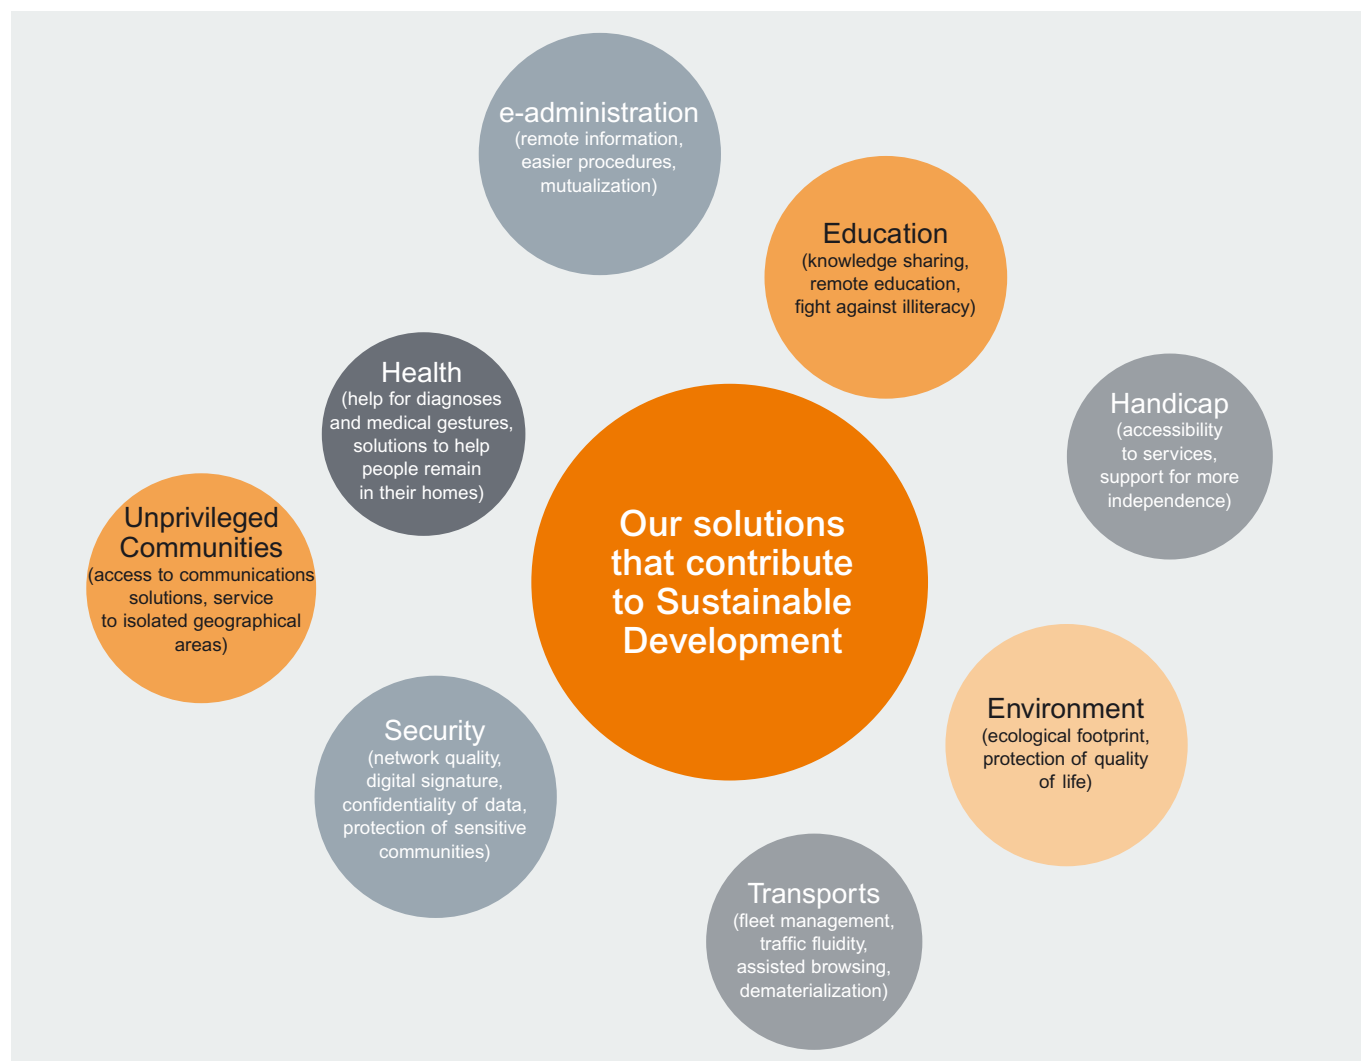 e-administration
(remote information,
easier procedures,
mutualization)
Education
(knowledge sharing,
remote education,
fight against illiteracy)
Health
(help for diagnoses
and medical gestures,
solutions to help
people remain
in their homes)
Handicap
(accessibility
to services,
support for more
independence)
Unprivileged
Communities
(access to communications
solutions, service
to isolated geographical
areas)
Our solutions
that contribute
to Sustainable
Development
Security
(network quality,
digital signature,
confidentiality of data,
protection of sensitive
communities)
Environment
(ecological footprint,
protection of quality
of life)
Transports
(fleet management,
traffic fluidity,
assisted browsing,
dematerialization)